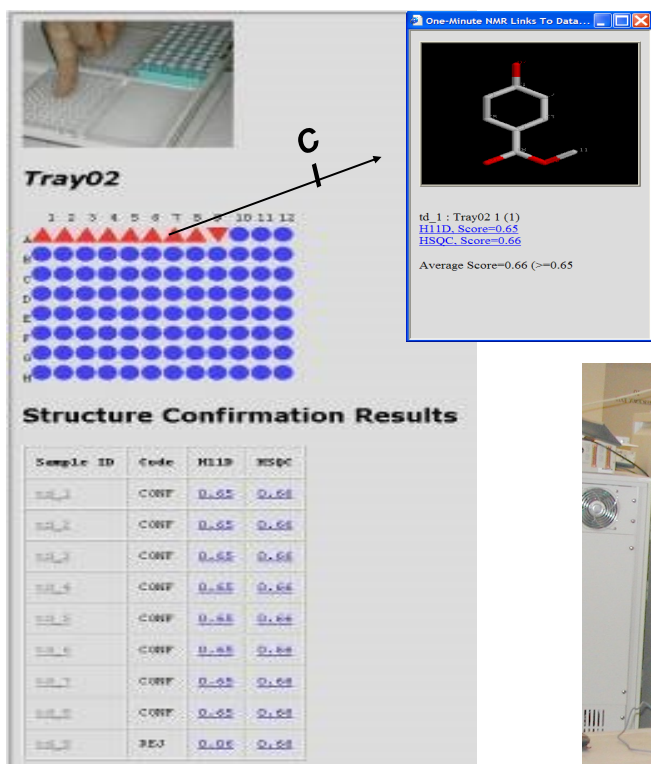 One-Minute NMR Links To Data...
C
Tray02
td_1 : Tray02 1 (1)
H11D, Score=0.65
HSQC, Score=0.66
Average Score=0.66 (>=0.65
1 2 3 4 5 6 7 8 9 10 11 12
A
B
C
D
E
F
G
H
Structure Confirmation Results
Sample ID Code H11D HSQC
CONF 0.65 0.66
CONF 0.65 0.66
CONF 0.65 0.66
CONF 0.65 0.66
CONF 0.65 0.66
CONF 0.65 0.66
CONF 0.65 0.66
CONF 0.65 0.66
REJ 0.06